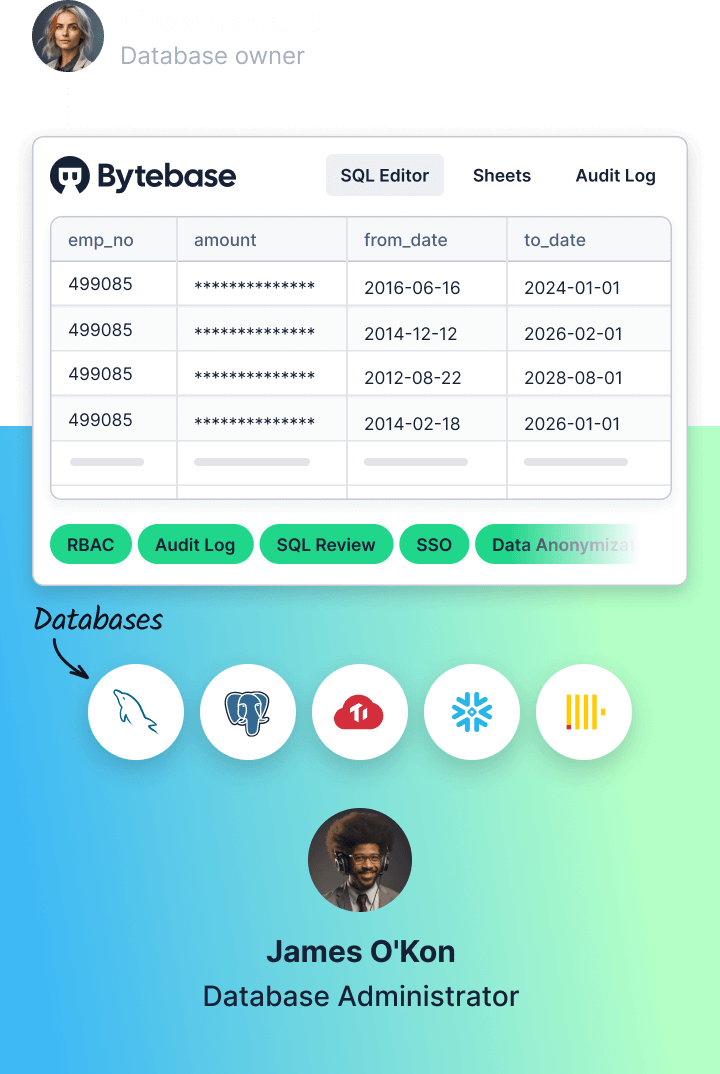 Database owner
Bytebase
SQL Editor Sheets Audit Log
emp_no amount from_date to_date
499085 ************** 2016-06-16 2024-01-01
499085 ************** 2014-12-12 2026-02-01
499085 ************** 2012-08-22 2028-08-01
499085 ************** 2014-02-18 2026-01-01
RBAC Audit Log SQL Review SSO Data Anonymizat
Databases
James O'Kon
Database Administrator